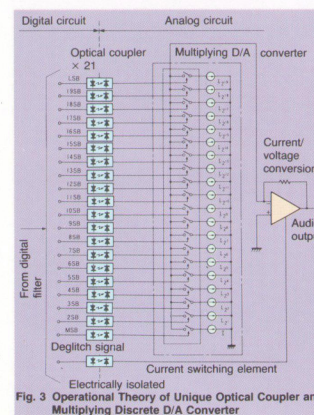 Digital circuit
Analog circuit
Optical coupler
× 21
Multiplying D/A converter
LSB
19SB
18SB
17SB
16SB
15SB
14SB
13SB
12SB
11SB
10SB
9SB
8SB
7SB
6SB
5SB
4SB
3SB
2SB
MSB
Current/
voltage
conversion
Audio
output
From digital
filter
Deglitch signal
Current switching element
Electrically isolated
Fig. 3 Operational Theory of Unique Optical Coupler an
Multiplying Discrete D/A Converter